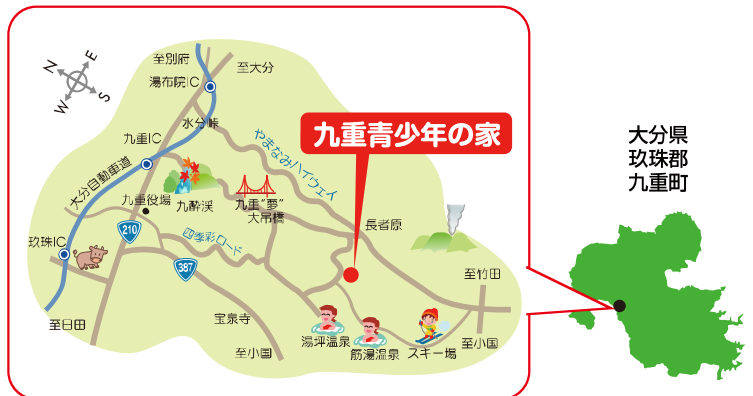 至別府
至大分
湯布院IC
N
E
W
S
水分峠
九重IC
やまなみハイウェイ
九重青少年の家
大分自動車道
九重役場
九酔渓
九重“夢”
大吊橋
長者原
210
四季彩ロード
玖珠IC
387
至竹田
至日田
宝泉寺
至小国
湯坪温泉
筋湯温泉
スキー場
至小国
大分県
玖珠郡
九重町